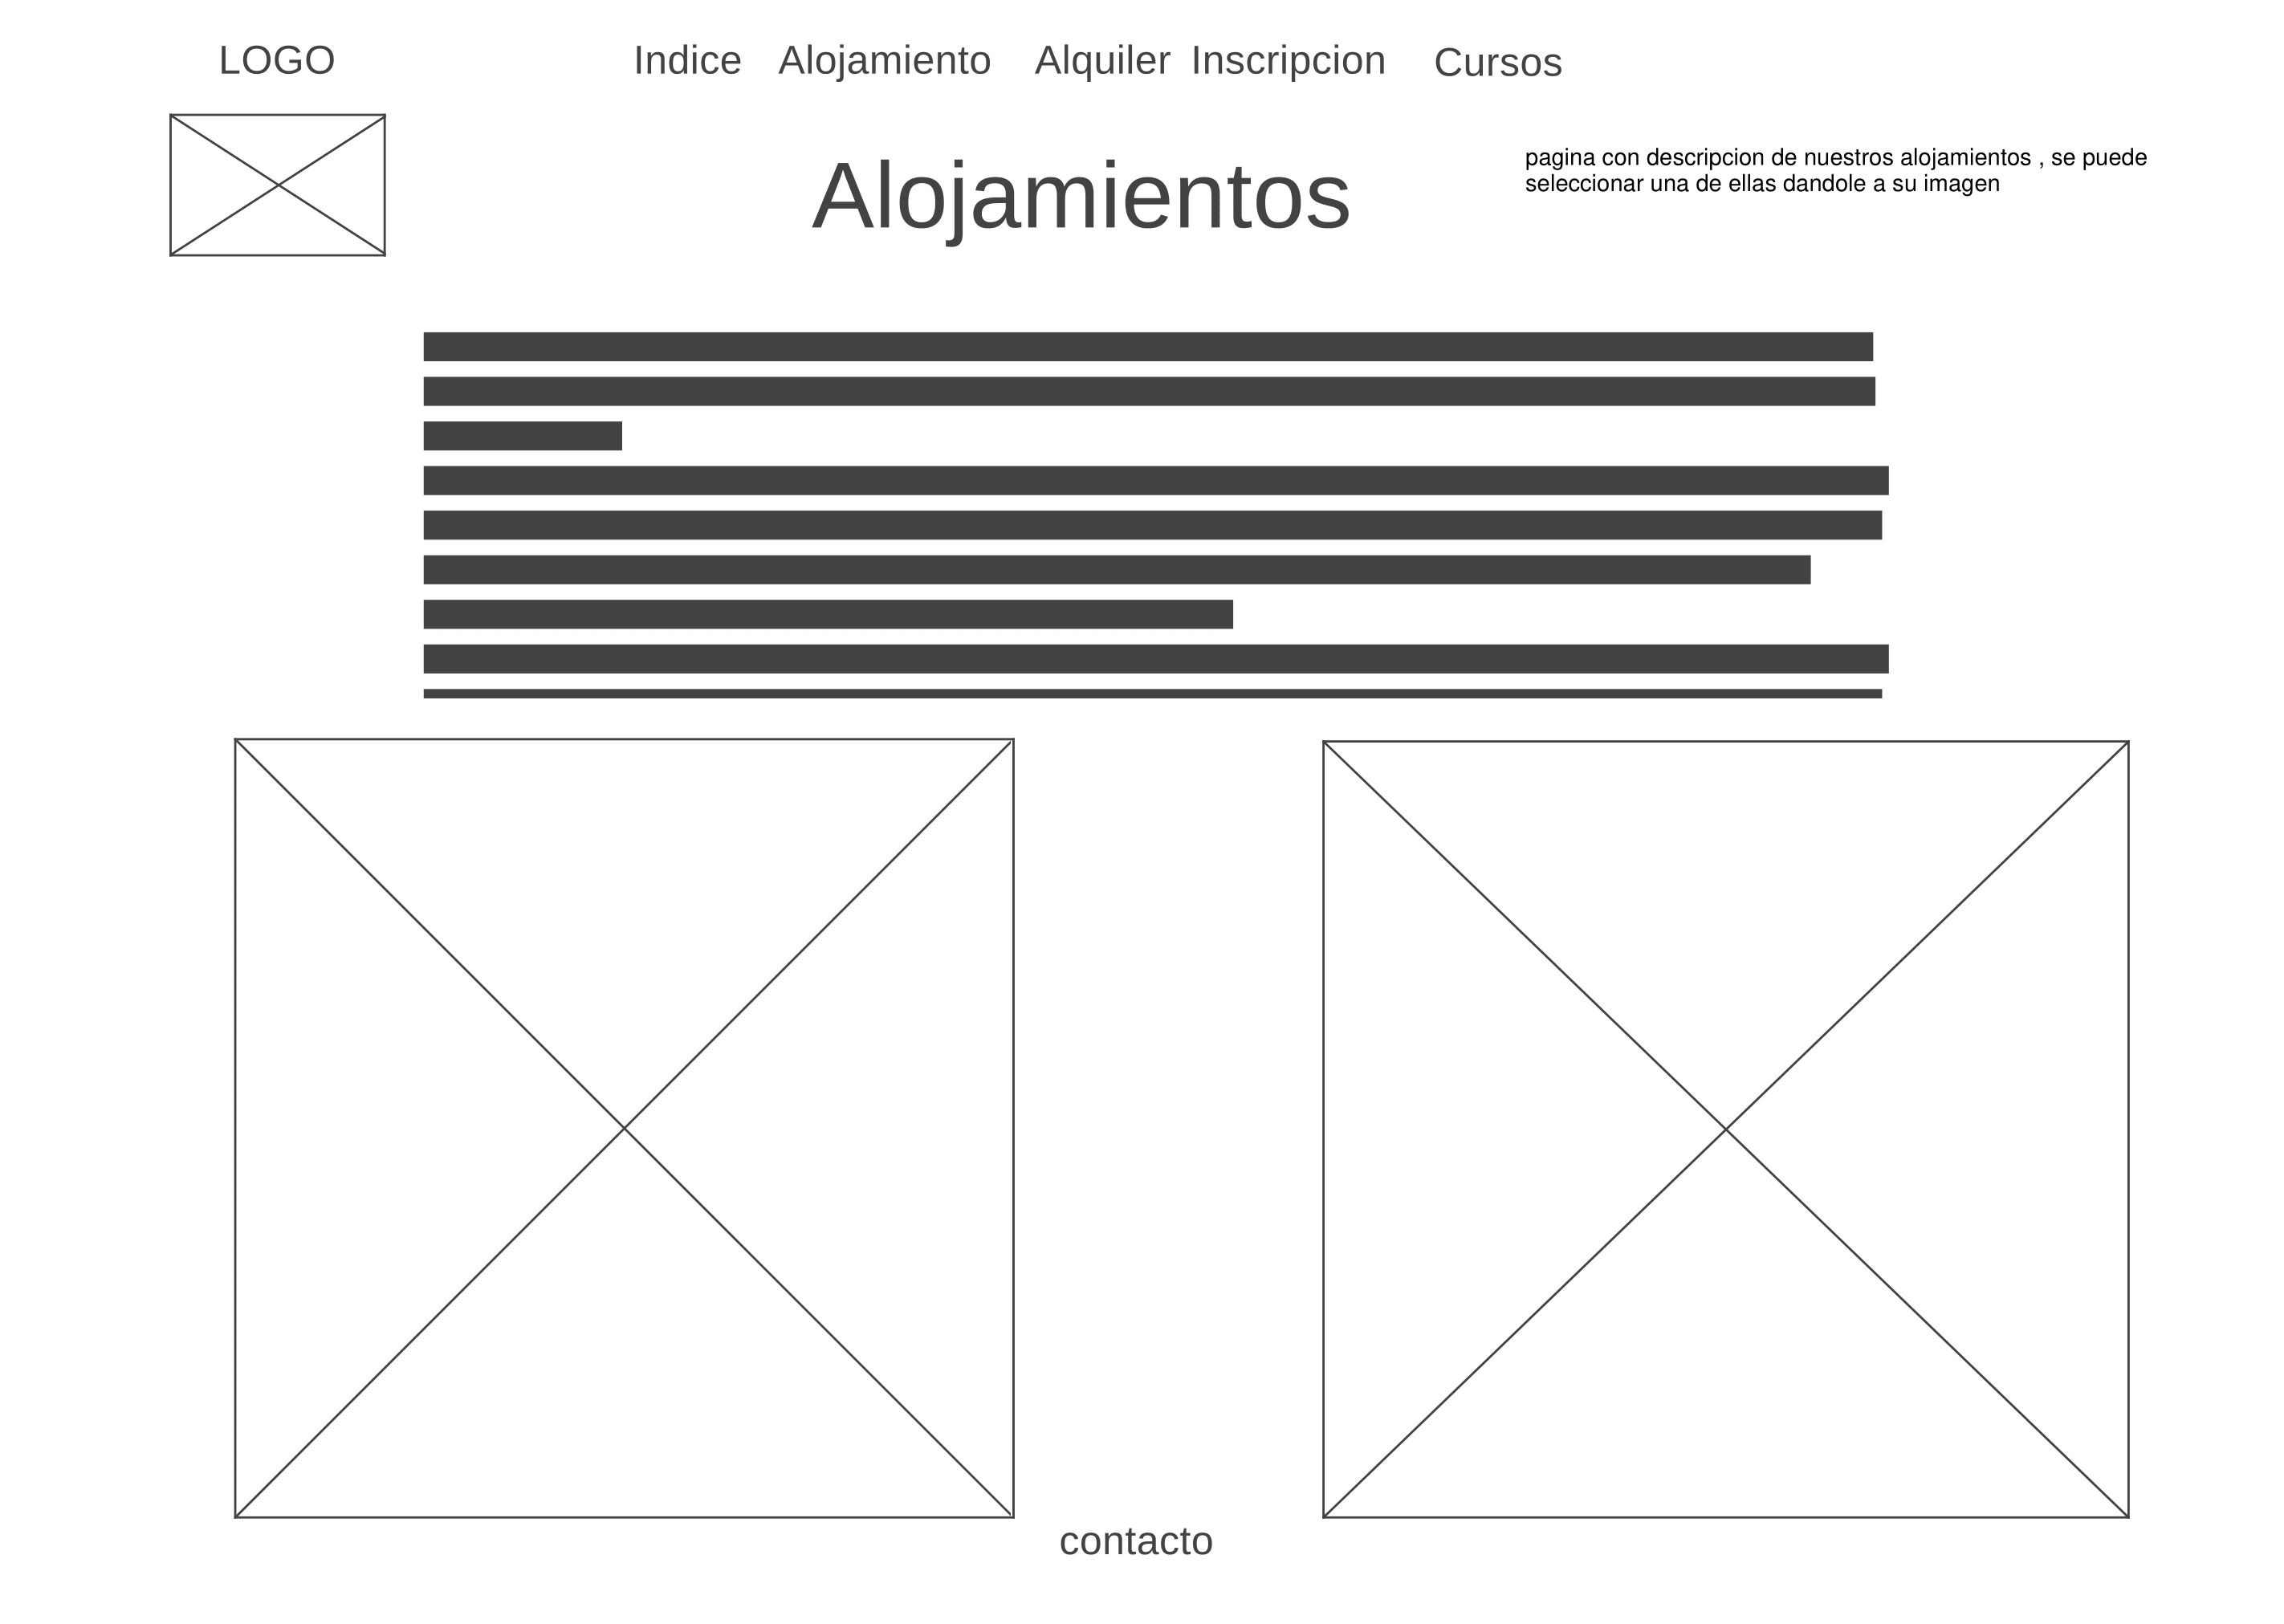 LOGO
Indice Alojamiento Alquiler Inscripcion Cursos
Alojamientos
pagina con descripcion de nuestros alojamientos , se puede
seleccionar una de ellas dandole a su imagen
contacto